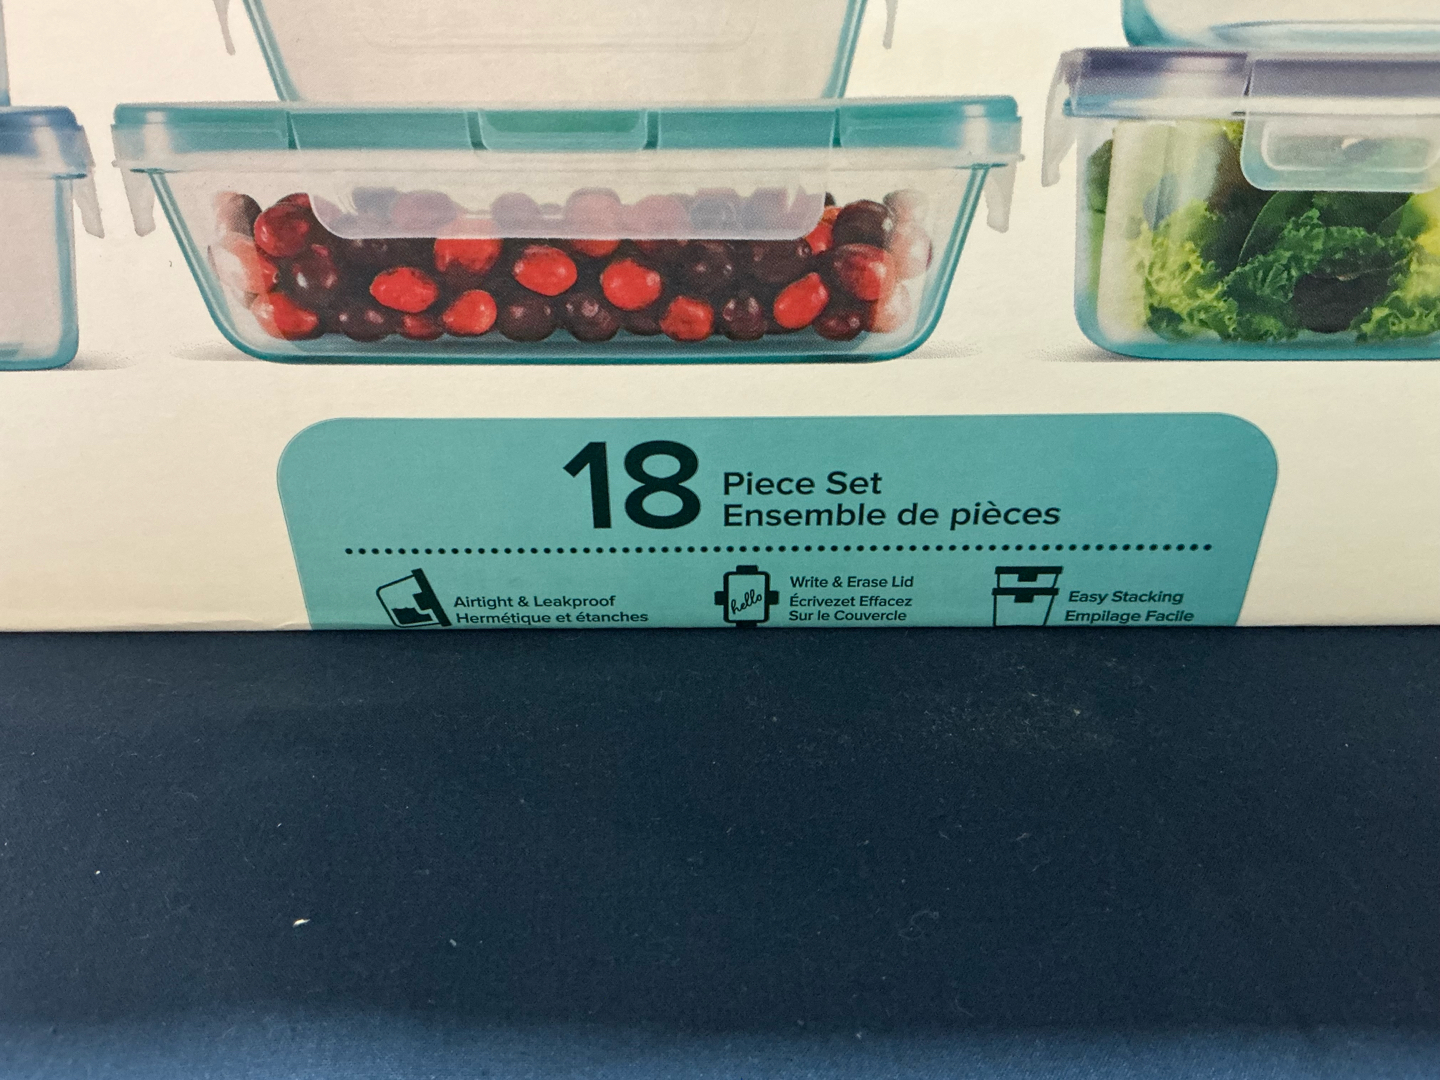 18
Piece Set
Ensemble de pièces
Airtight & Leakproof
Hermétique et étanches
hello
Write & Erase Lid
Écrivezet Effacez
Sur le Couvercle
Easy Stacking
Empilage Facile